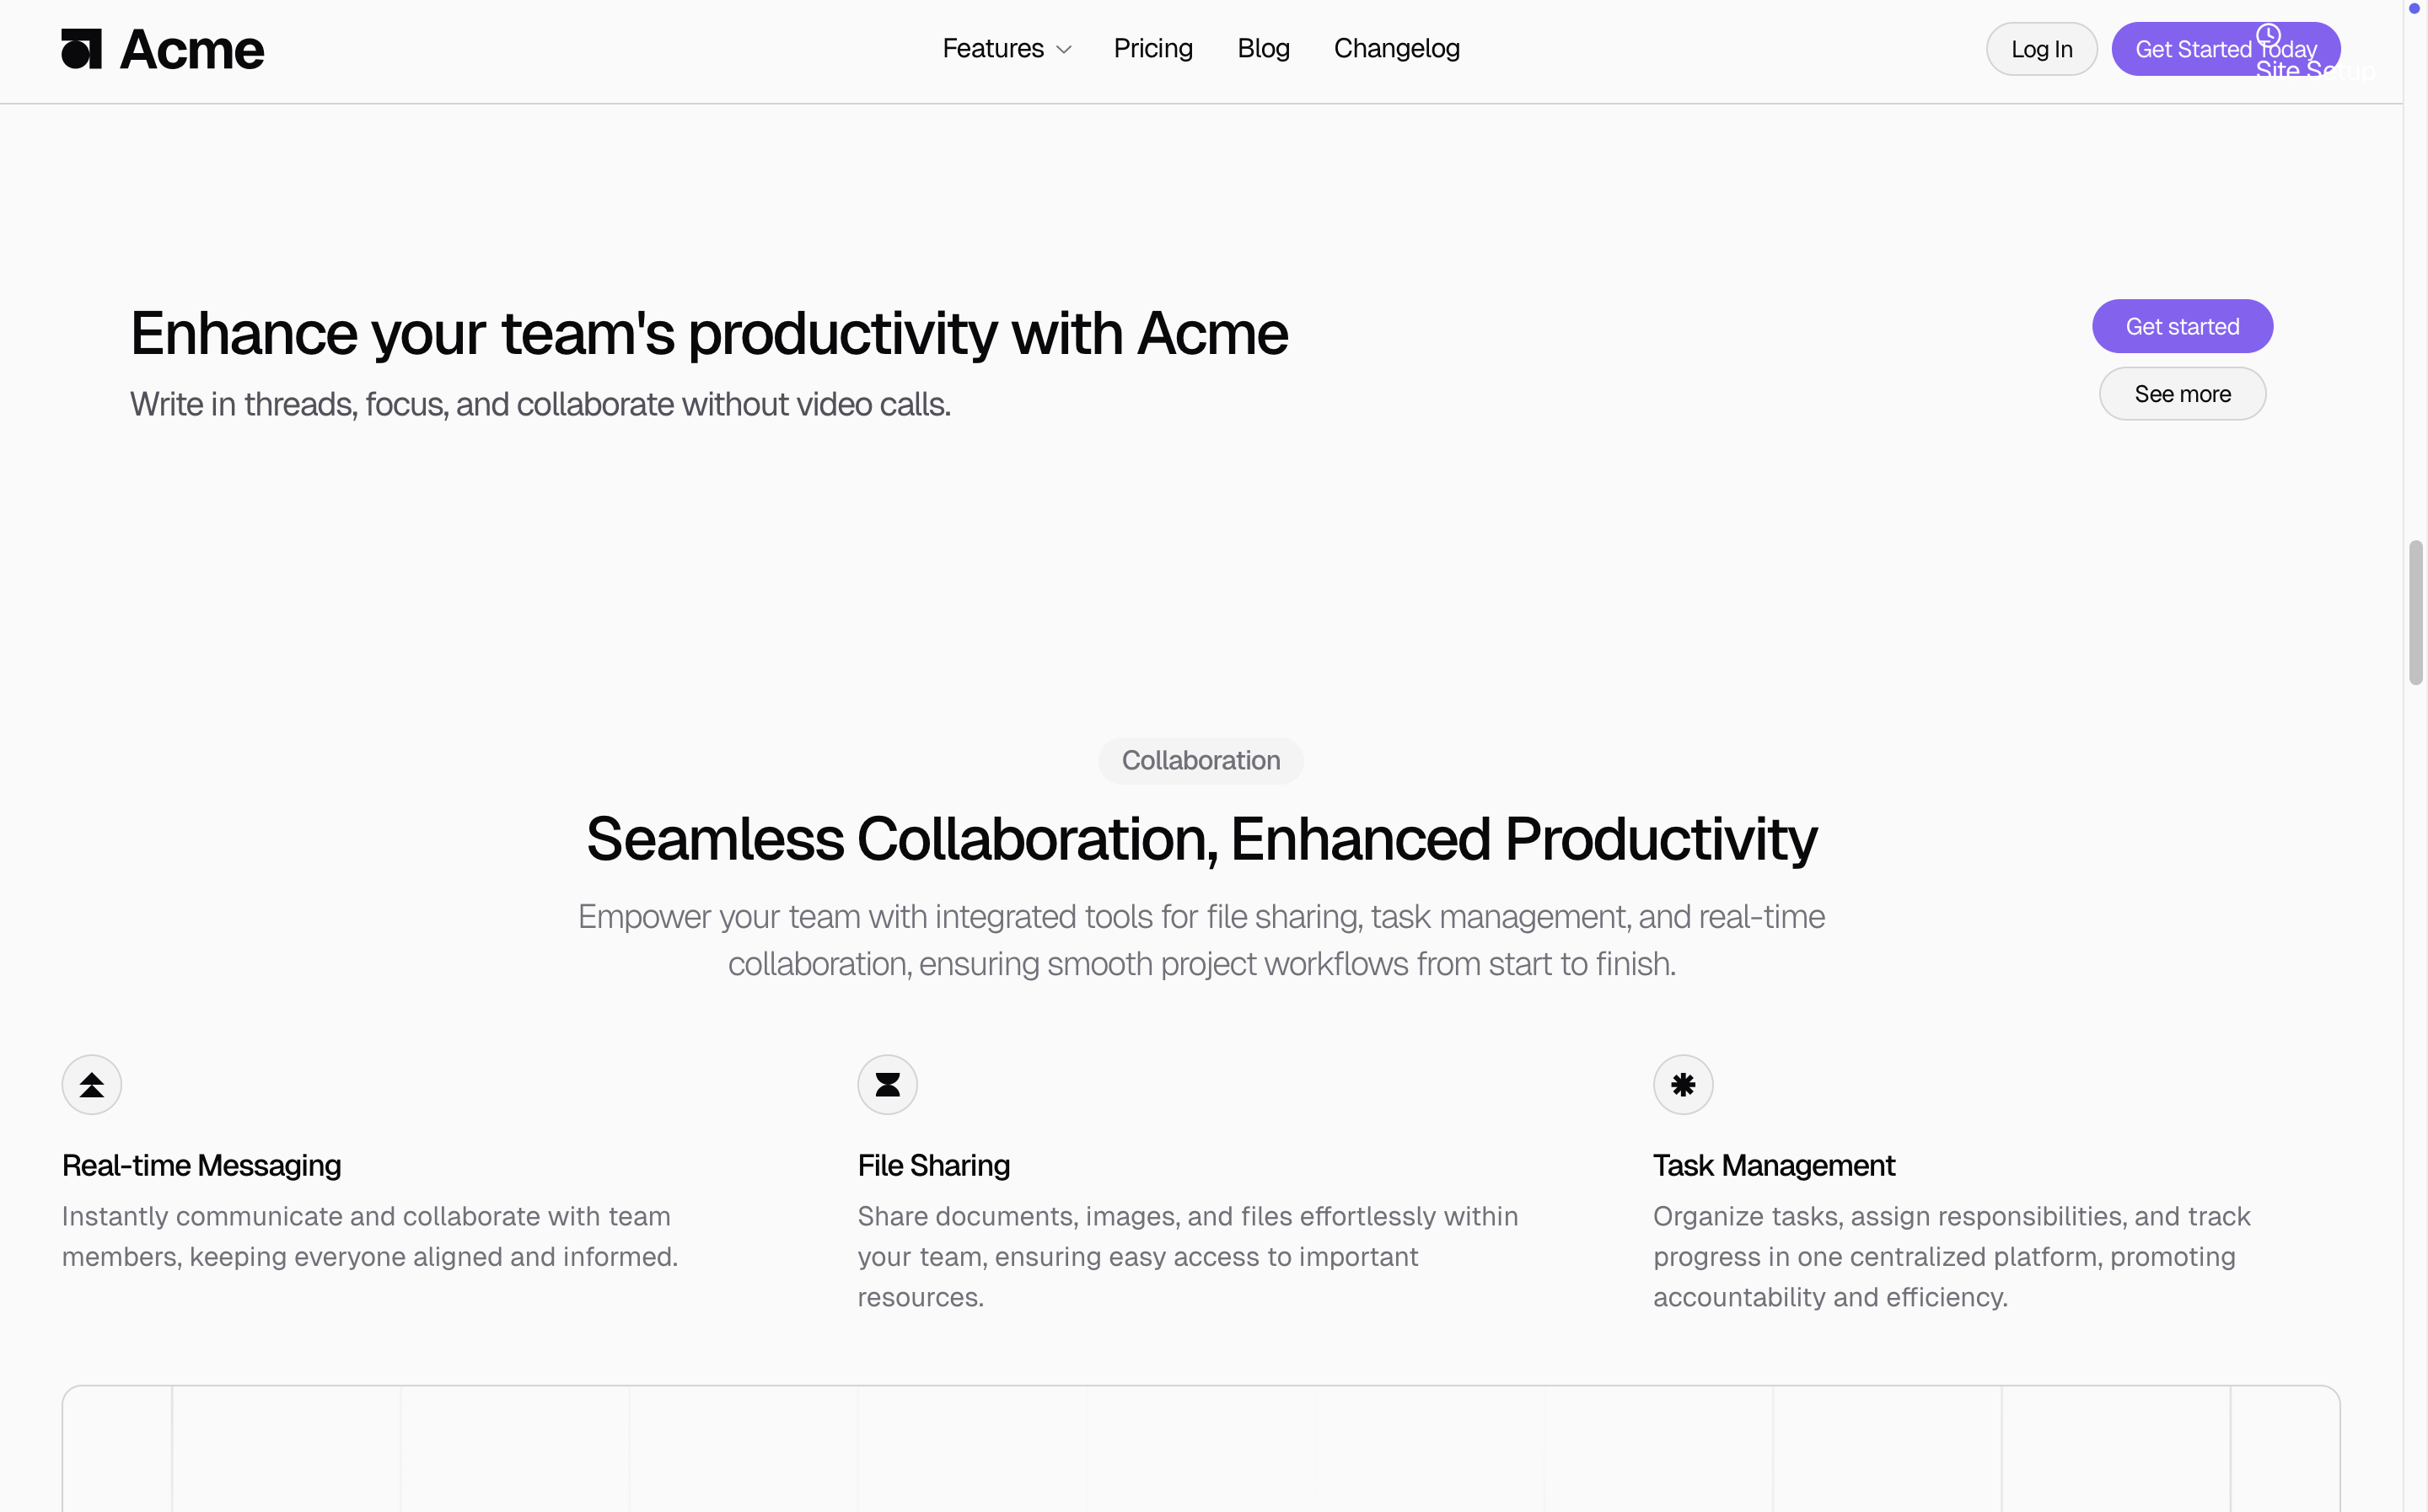 Acme
Features
Pricing
Blog
Changelog
Log In
Get Started Today
Site Setup
Enhance your team's productivity with Acme
Write in threads, focus, and collaborate without video calls.
Get started
See more
Collaboration
Seamless Collaboration, Enhanced Productivity
Empower your team with integrated tools for file sharing, task management, and real-time
collaboration, ensuring smooth project workflows from start to finish.
Real-time Messaging
Instantly communicate and collaborate with team
members, keeping everyone aligned and informed.
File Sharing
Share documents, images, and files effortlessly within
your team, ensuring easy access to important
resources.
Task Management
Organize tasks, assign responsibilities, and track
progress in one centralized platform, promoting
accountability and efficiency.